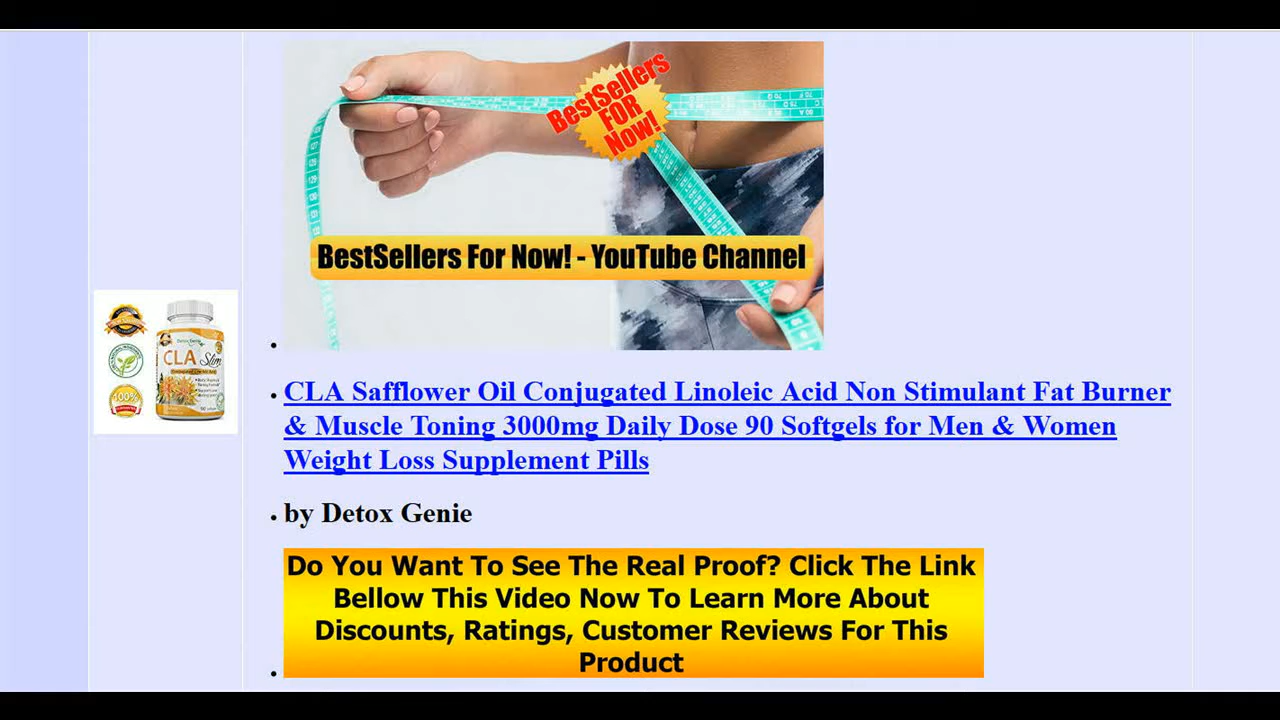 BestSellers
FOR
Now!
BestSellers For Now! - YouTube Channel
CLA
Slim
100%
CLA Safflower Oil Conjugated Linoleic Acid Non Stimulant Fat Burner
& Muscle Toning 3000mg Daily Dose 90 Softgels for Men & Women
Weight Loss Supplement Pills
by Detox Genie
Do You Want To See The Real Proof? Click The Link
Bellow This Video Now To Learn More About
Discounts, Ratings, Customer Reviews For This
Product